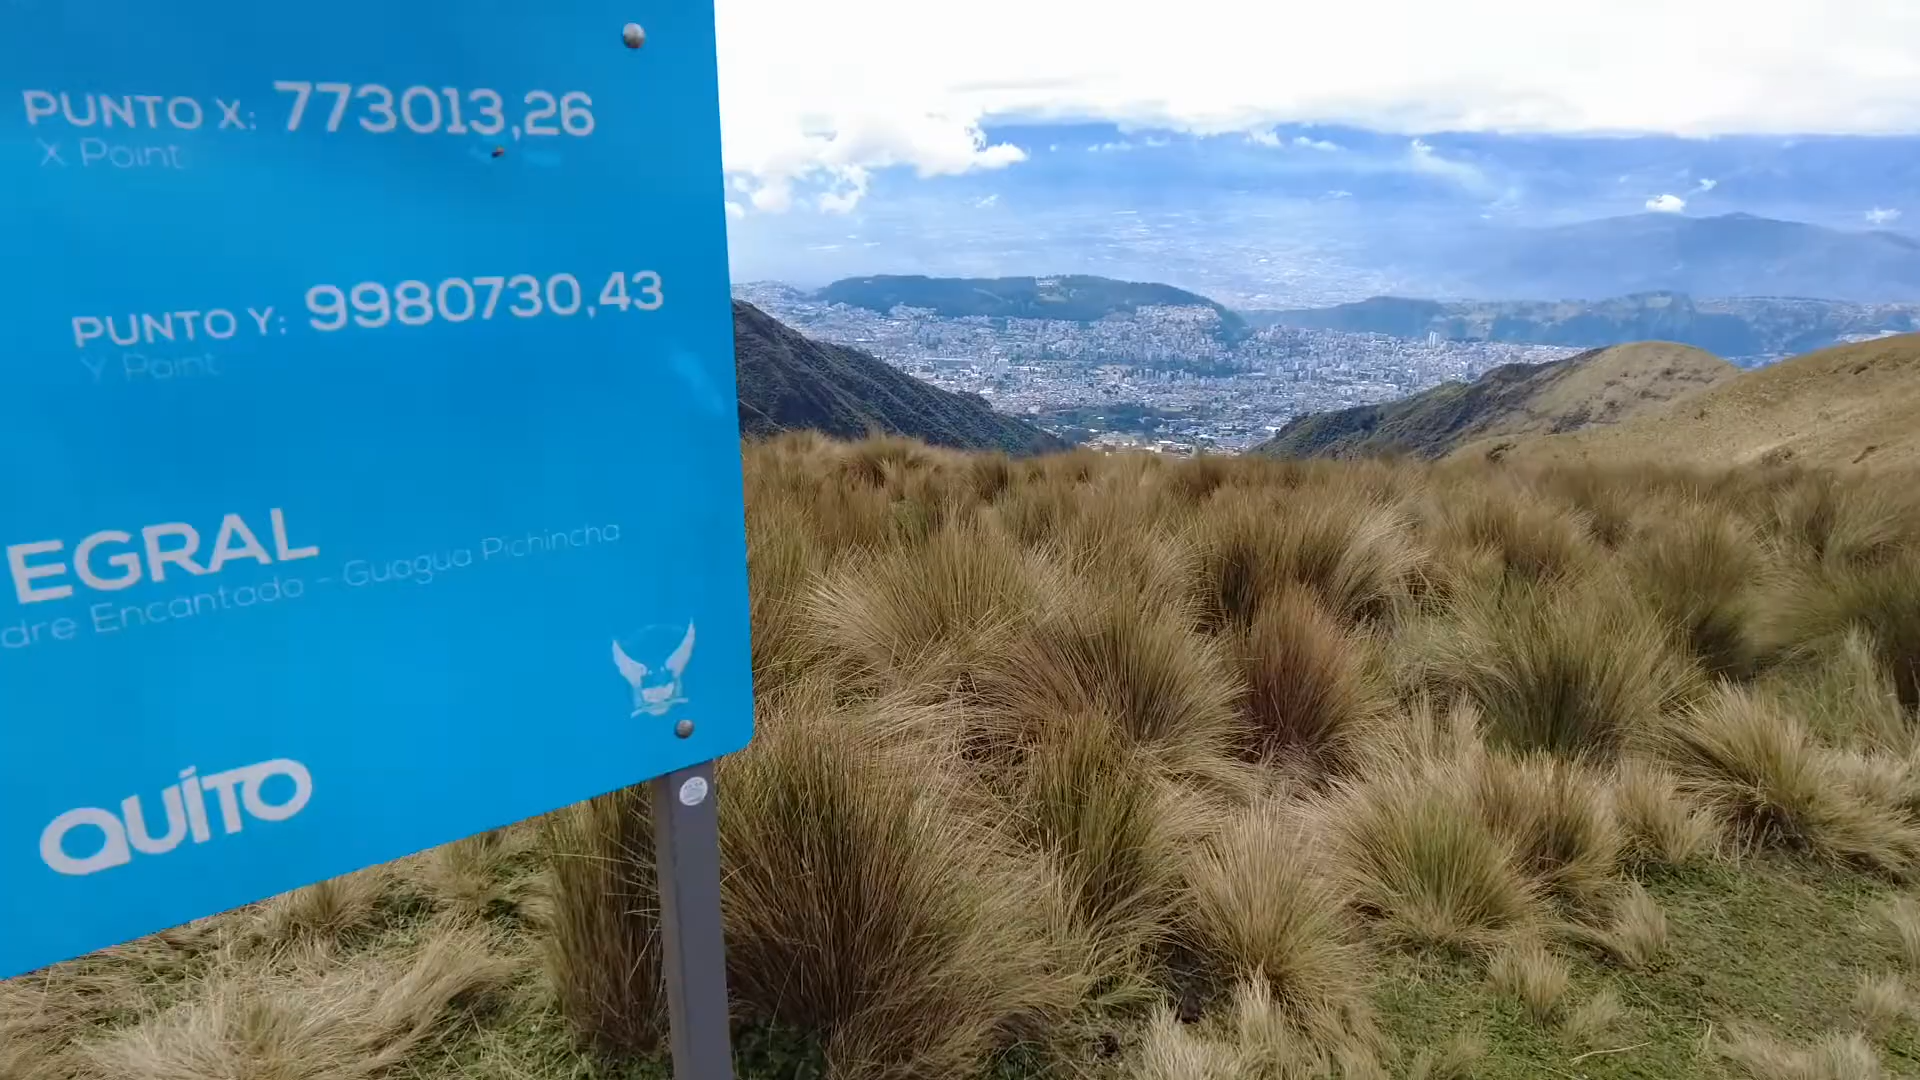 PUNTO X: 773013,26
X Point
PUNTO Y: 9980730,43
Y Point
EGRAL
dre Encantado - Guagua Pichincha
QUITO